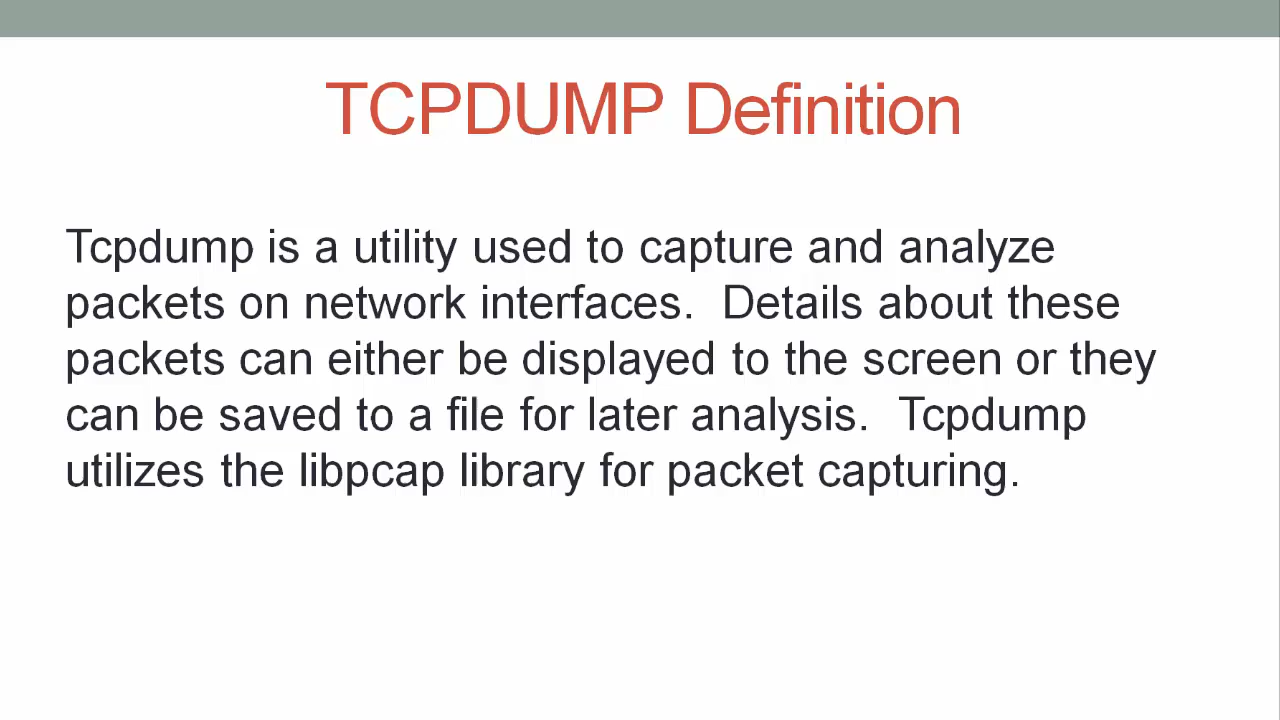 TCPDUMP Definition
Tcpdump is a utility used to capture and analyze
packets on network interfaces.  Details about these
packets can either be displayed to the screen or they
can be saved to a file for later analysis.  Tcpdump
utilizes the libpcap library for packet capturing.